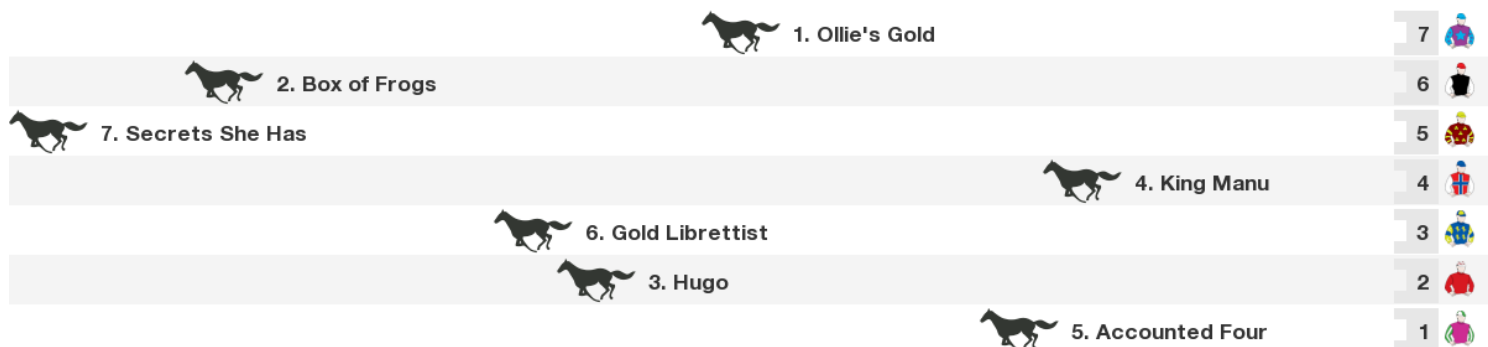 1. Ollie's Gold 7
2. Box of Frogs 6
7. Secrets She Has 5
4. King Manu 4
6. Gold Librettist 3
3. Hugo 2
5. Accounted Four 1